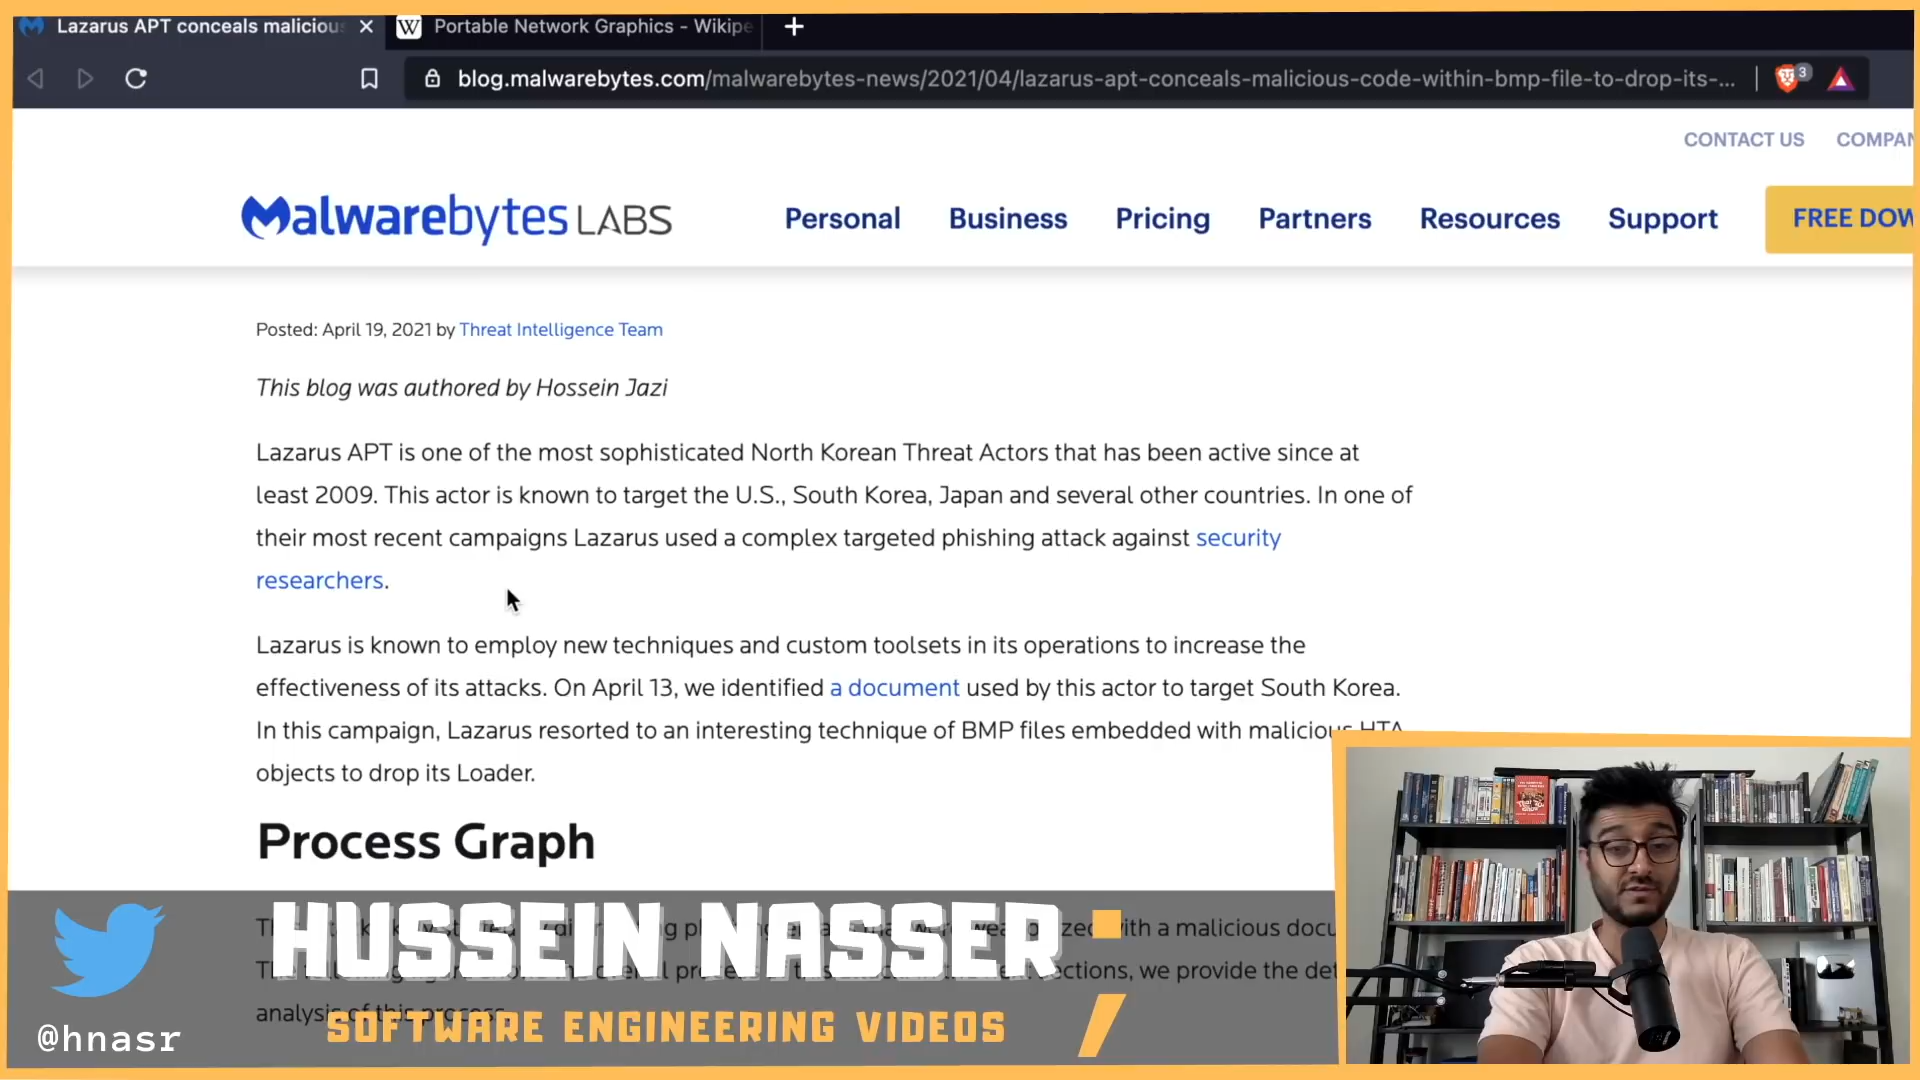 Lazarus APT conceals maliciou
Portable Network Graphics - Wikipe
blog.malwarebytes.com/malwarebytes-news/2021/04/lazarus-apt-conceals-malicious-code-within-bmp-file-to-drop-its-...
3
CONTACT US COMPAN
Malwarebytes LABS
Personal Business Pricing Partners Resources Support FREE DOW
Posted: April 19, 2021 by Threat Intelligence Team
This blog was authored by Hossein Jazi
Lazarus APT is one of the most sophisticated North Korean Threat Actors that has been active since at
least 2009. This actor is known to target the U.S., South Korea, Japan and several other countries. In one of
their most recent campaigns Lazarus used a complex targeted phishing attack against security
researchers.
Lazarus is known to employ new techniques and custom toolsets in its operations to increase the
effectiveness of its attacks. On April 13, we identified a document used by this actor to target South Korea.
In this campaign, Lazarus resorted to an interesting technique of BMP files embedded with malicious HTA
objects to drop its Loader.
Process Graph
with a malicious docu
sections, we provide the det
analysis of this process.
HUSSEIN NASSER;
SOFTWARE ENGINEERING VIDEOS
@hnasr